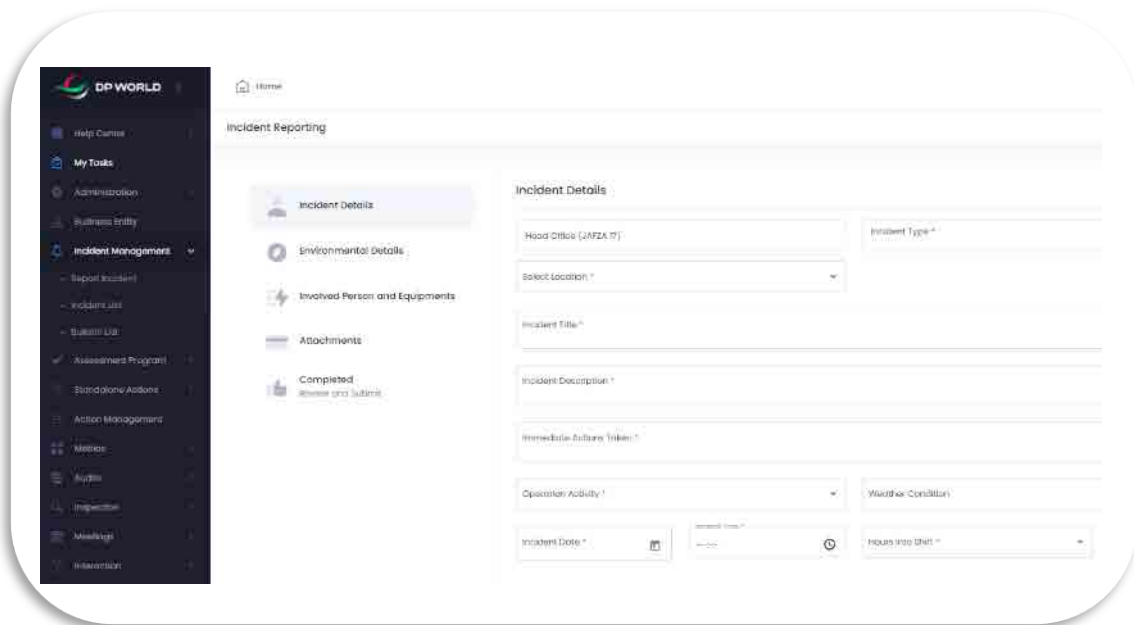 DP WORLD
Home
Help Center
My Tasks
Administration
Business Entity
Incident Management
Report Incident
Incident List
Bulletin List
Assessment Program
Standalone Actions
Action Management
Metrics
Audits
Inspection
Meetings
Interaction
Incident Reporting
Incident Details
Environmental Details
Involved Person and Equipments
Attachments
Completed
Review and Submit
Incident Details
Head Office (JAFZA 17)
Incident Type *
Select Location *
Incident Title *
Incident Description *
Immediate Actions Taken *
Operation Activity *
Weather Condition
Incident Date *
Incident Time *
--:--
Hours Into Shift *